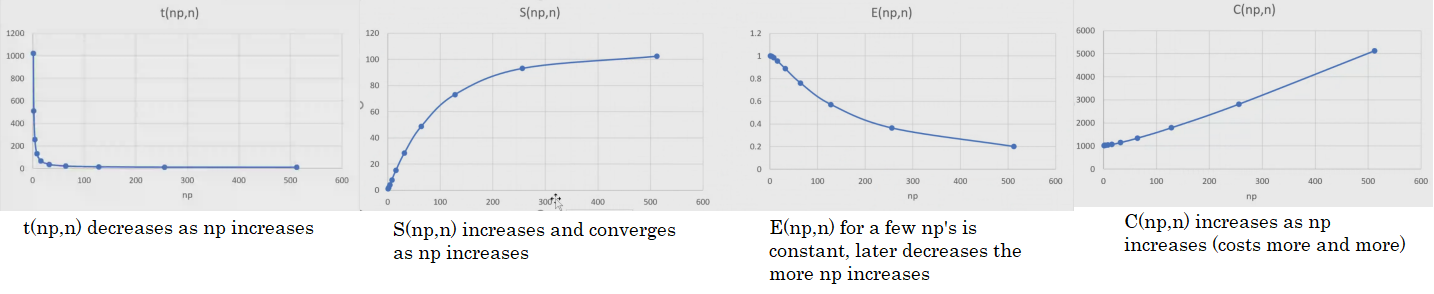 t(np,n)
1200
1000
800
600
400
200
0
0 100 200 300 400 500 600
np
t(np,n) decreases as np increases
S(np,n)
120
100
80
60
40
20
0
0 100 200 300 400 500 600
S(np,n) increases and converges
as np increases
E(np,n)
1.2
1
0.8
0.6
0.4
0.2
0
0 100 200 300 400 500 600
np
E(np,n) for a few np's is
constant, later decreases the
more np increases
C(np,n)
6000
5000
4000
3000
2000
1000
0
0 100 200 300 400 500 600
np
C(np,n) increases as np
increases (costs more and more)